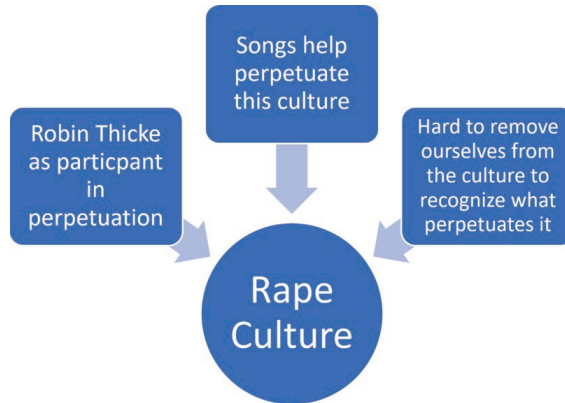 Songs help
perpetuate
this culture
Robin Thicke
as particpant
in
perpetuation
Hard to remove
ourselves from
the culture to
recognize what
perpetuates it
Rape
Culture